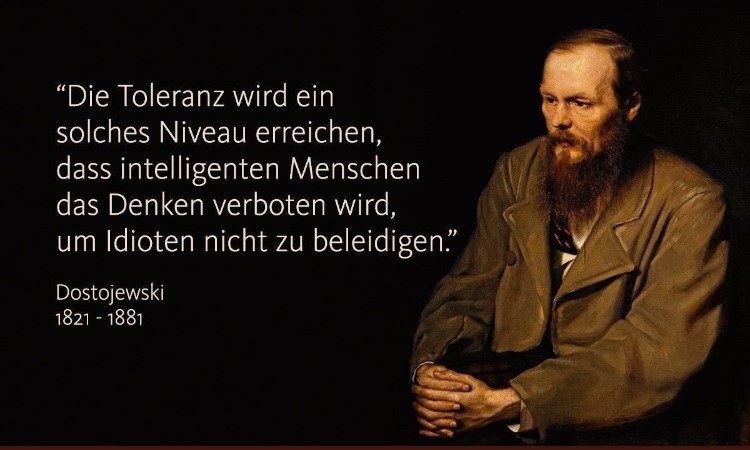 “Die Toleranz wird ein
solches Niveau erreichen,
dass intelligenten Menschen
das Denken verboten wird,
um Idioten nicht zu beleidigen.”
Dostojewski
1821 - 1881